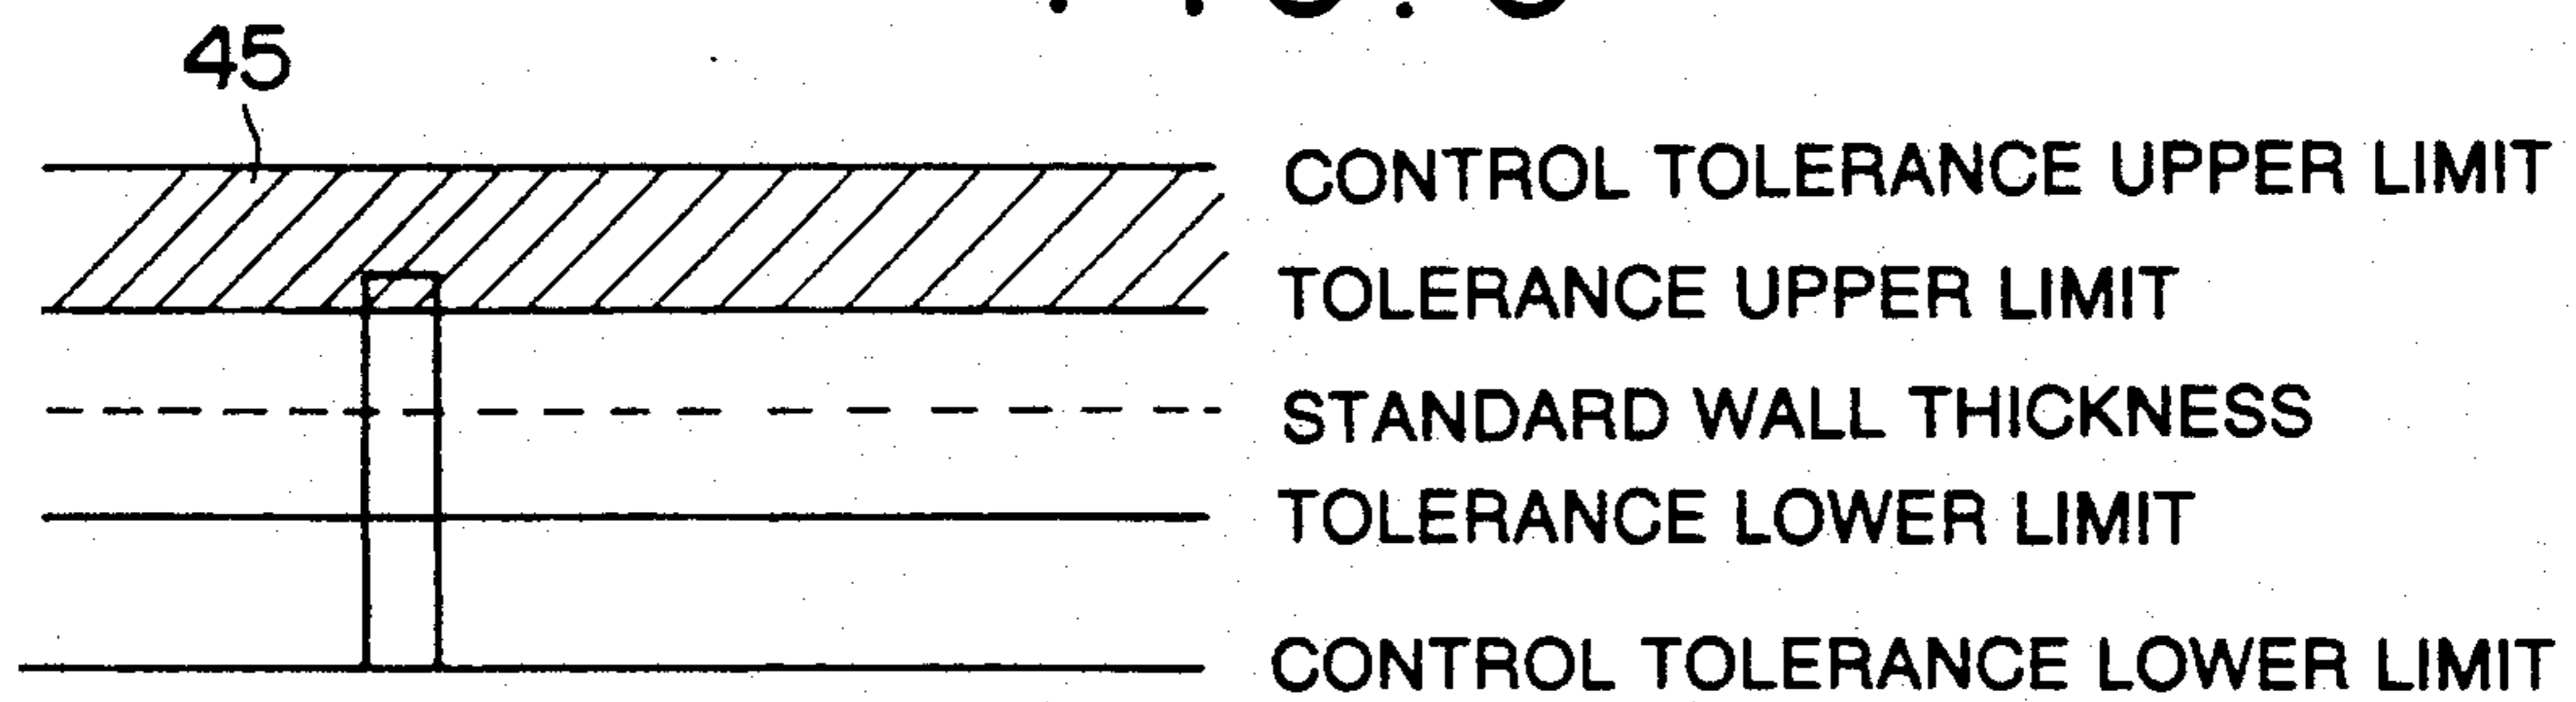 45
CONTROL TOLERANCE UPPER LIMIT
TOLERANCE UPPER LIMIT
STANDARD WALL THICKNESS
TOLERANCE LOWER LIMIT
CONTROL TOLERANCE LOWER LIMIT